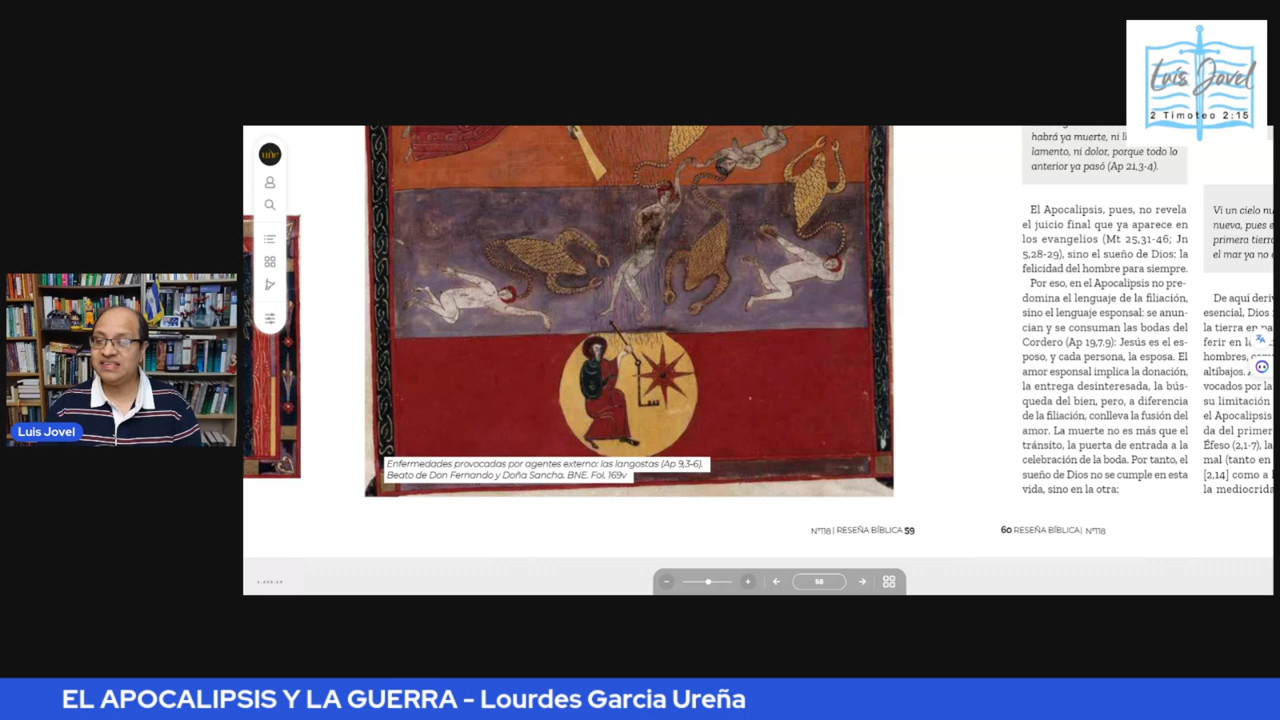 Luis Jovel
2 Timoteo 2:15
uñe
habrá ya muerte, ni
lamento, ni dolor, porque todo lo
anterior ya pasó (Ap 21,3-4).
El Apocalipsis, pues, no revela
el juicio final que ya aparece en
los evangelios (Mt 25,31-46; Jn
5,28-29), sino el sueño de Dios: la
felicidad del hombre para siempre.
Por eso, en el Apocalipsis no pre-
domina el lenguaje de la filiación,
sino el lenguaje esponsal: se anun-
cian y se consuman las bodas del
Cordero (Ap 19,7.9): Jesús es el es-
poso, y cada persona, la esposa. El
amor esponsal implica la donación,
la entrega desinteresada, la bús-
queda del bien, pero, a diferencia
de la filiación, conlleva la fusión del
amor. La muerte no es más que el
tránsito, la puerta de entrada a la
celebración de la boda. Por tanto, el
sueño de Dios no se cumple en esta
vida, sino en la otra:
Vi un cielo
nueva, pues
primera tierra
el mar ya no
De aquí
esencial, Dios
la tierra en
ferir en
hombres,
altibajos.
vocados por la
su limitación
el Apocalipsis
da del primer
Éfeso (2,1-7), la
mal (tanto en
[2,14] como a
la mediocrida
Enfermedades provocadas por agentes externo: las langostas (Ap 9,3-6).
Beato de Don Fernando y Doña Sancha. BNE. Fol. 169v
N°118 | RESEÑA BÍBLICA 59
60 RESEÑA BÍBLICA | N°118
58
Luis Jovel
EL APOCALIPSIS Y LA GUERRA - Lourdes Garcia Ureña